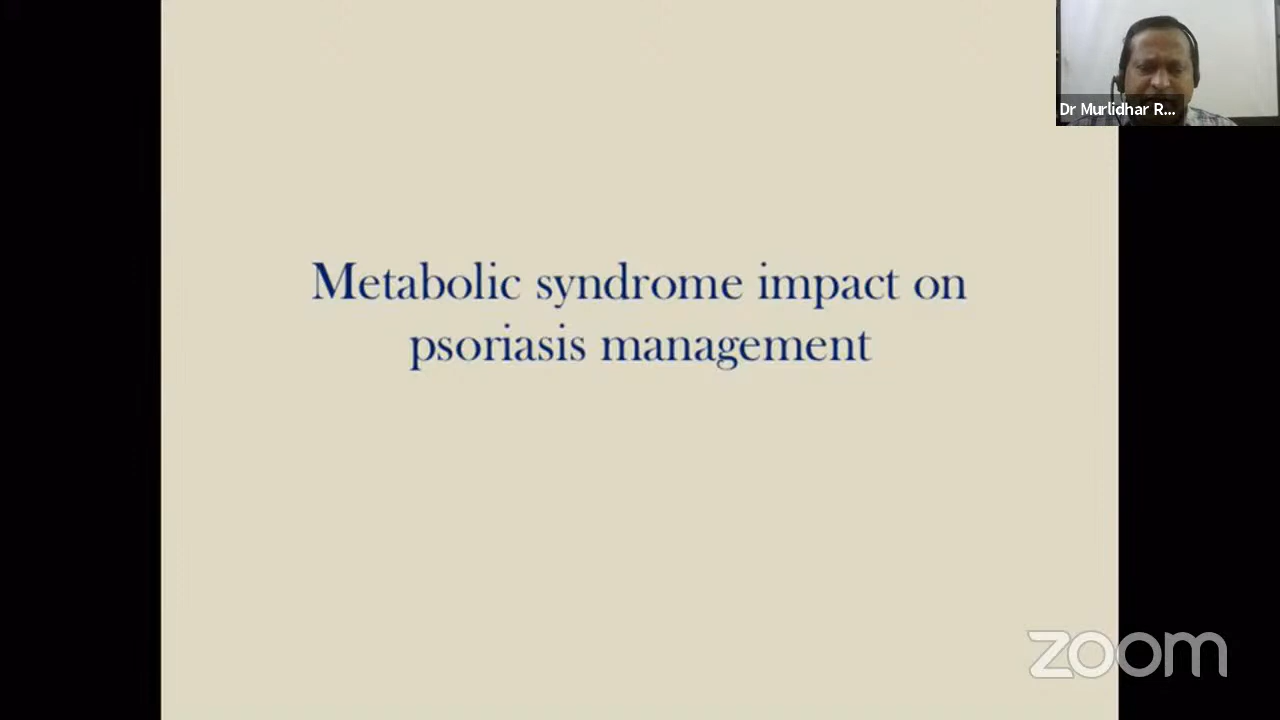 Dr Murlidhar R...
Metabolic syndrome impact on
psoriasis management
zoom